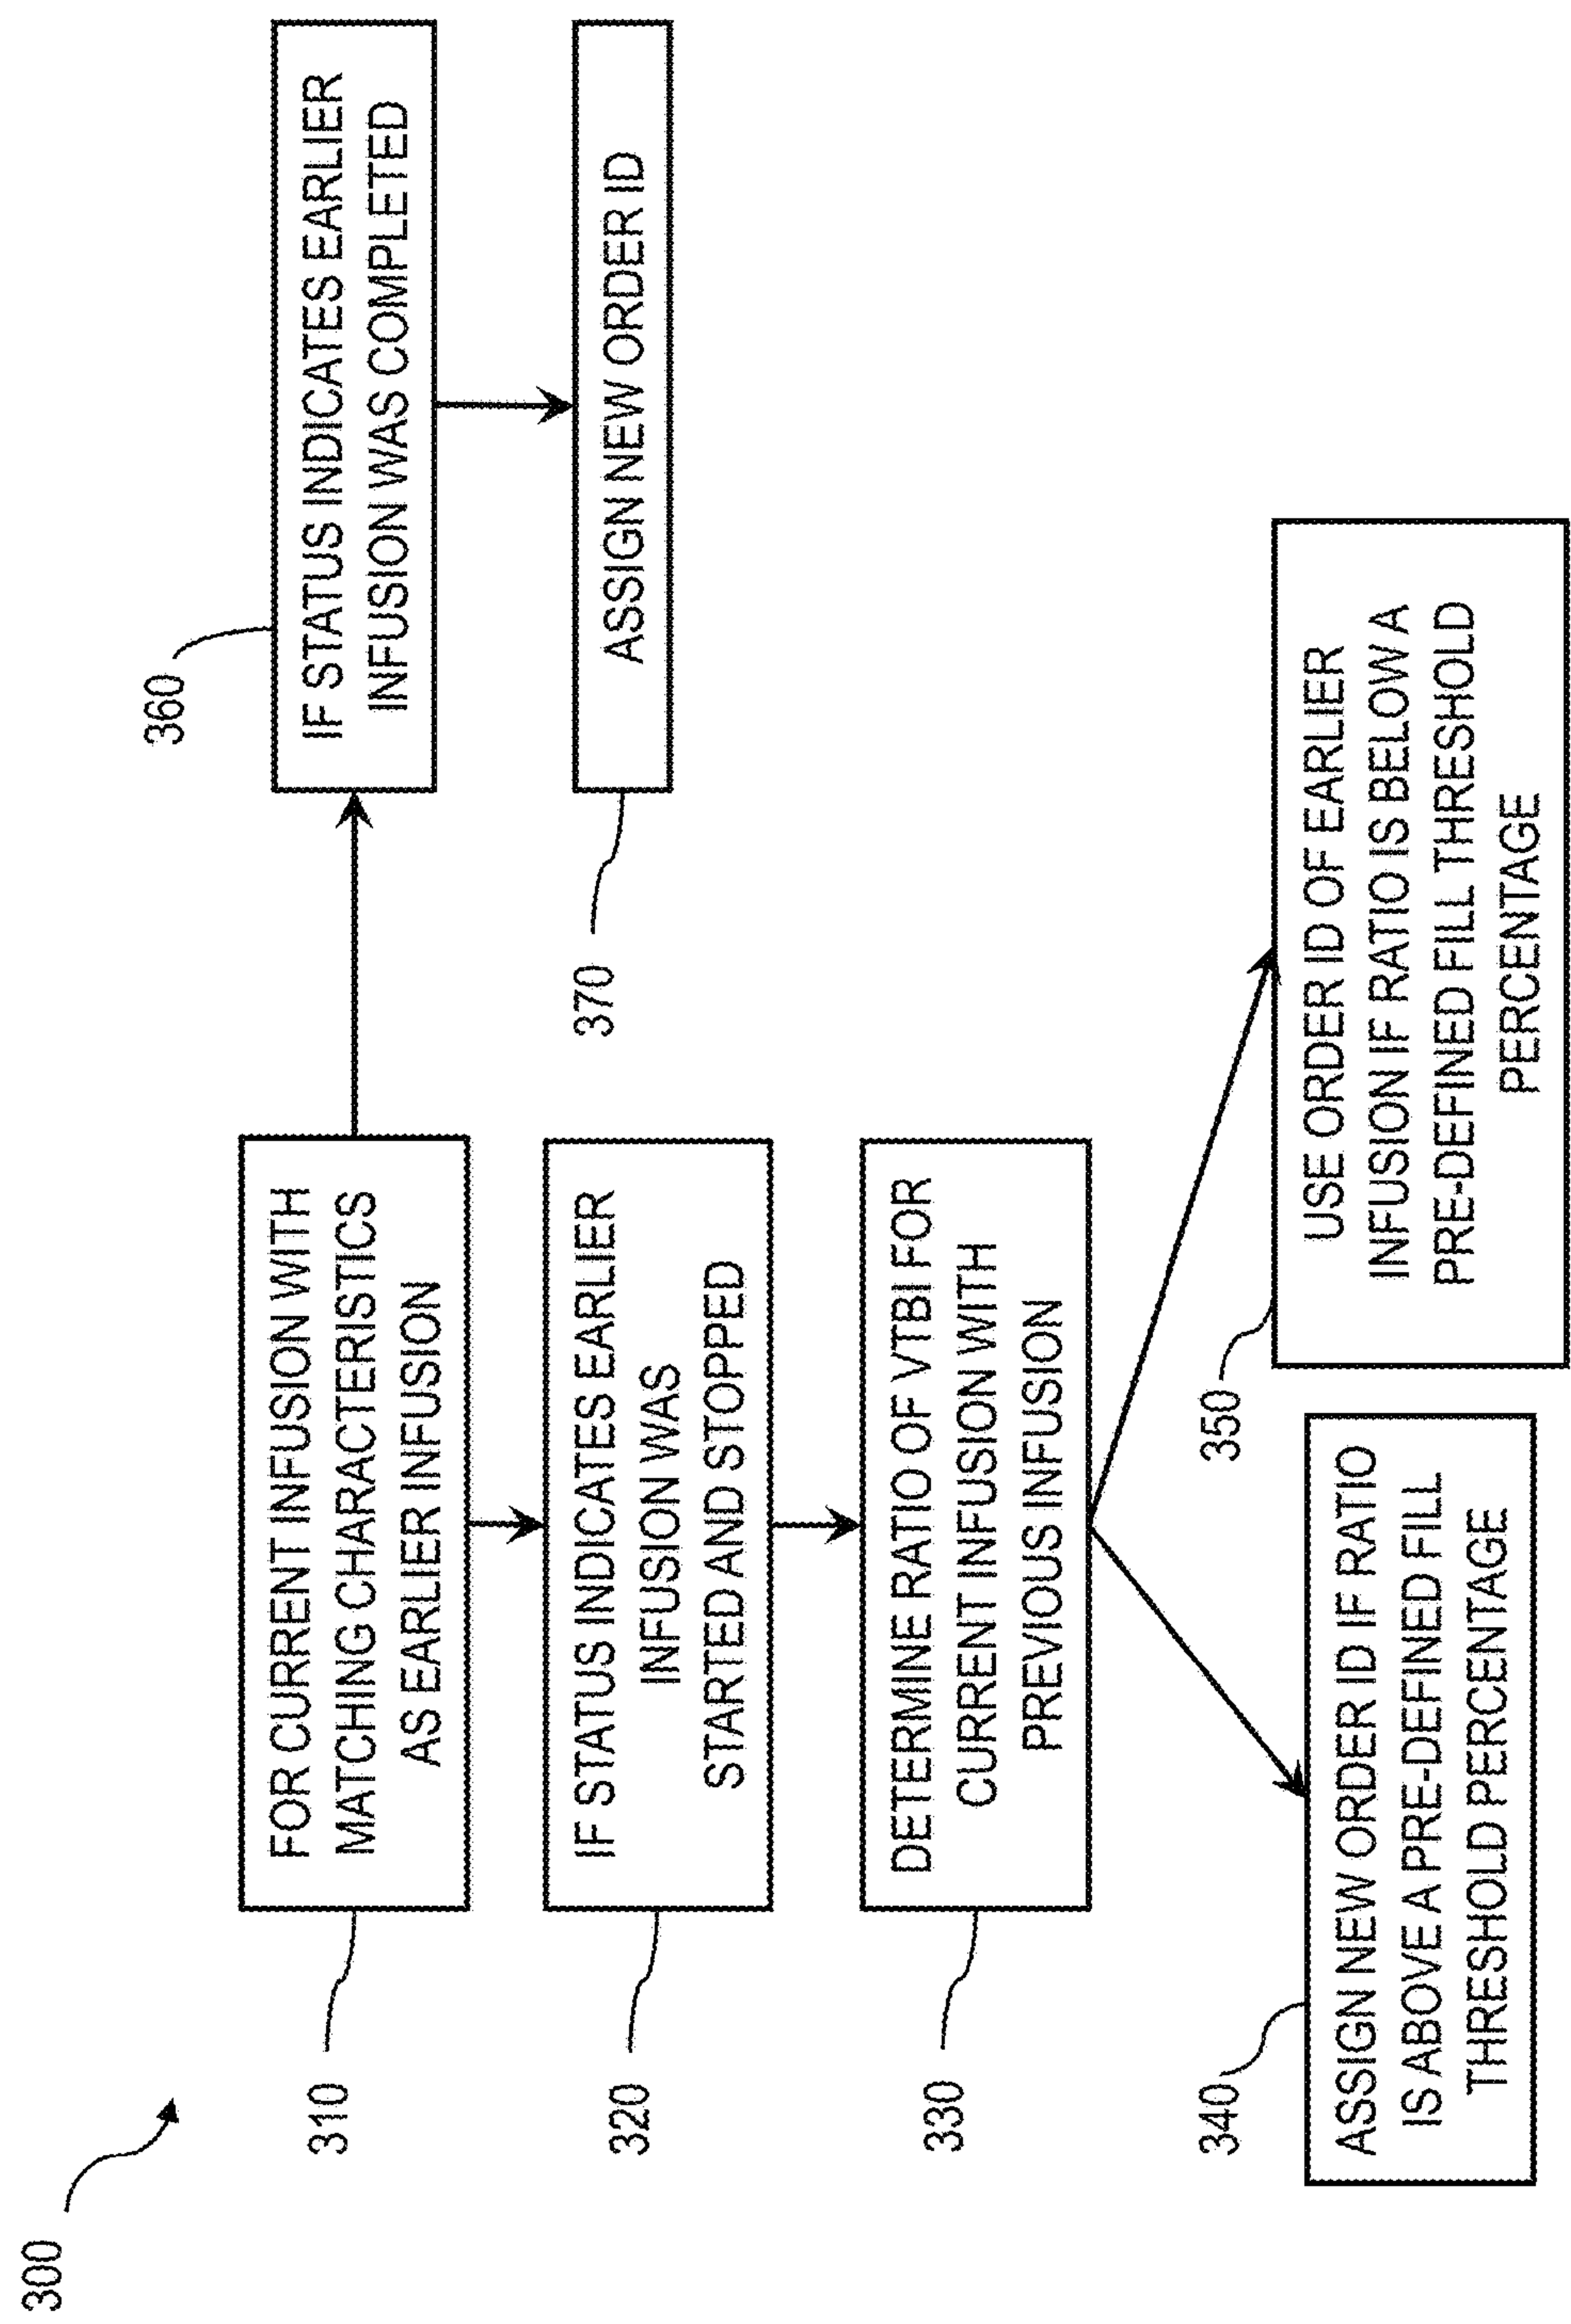 300
310
FOR CURRENT INFUSION WITH
MATCHING CHARACTERISTICS
AS EARLIER INFUSION
360
IF STATUS INDICATES EARLIER
INFUSION WAS COMPLETED
320
IF STATUS INDICATES EARLIER
INFUSION WAS
STARTED AND STOPPED
370
ASSIGN NEW ORDER ID
330
DETERMINE RATIO OF VTBI FOR
CURRENT INFUSION WITH
PREVIOUS INFUSION
340
ASSIGN NEW ORDER ID IF RATIO
IS ABOVE A PRE-DEFINED FILL
THRESHOLD PERCENTAGE
350
USE ORDER ID OF EARLIER
INFUSION IF RATIO IS BELOW A
PRE-DEFINED FILL THRESHOLD
PERCENTAGE